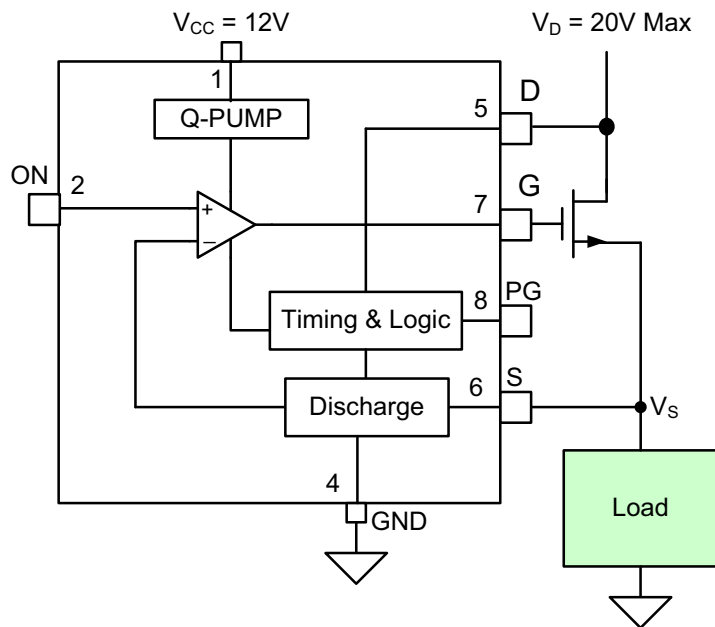 V_CC = 12V
V_D = 20V Max
1
Q-PUMP
5
D
ON
2
+
−
7
G
Timing & Logic
8
PG
Discharge
6
S
V_S
4
GND
Load